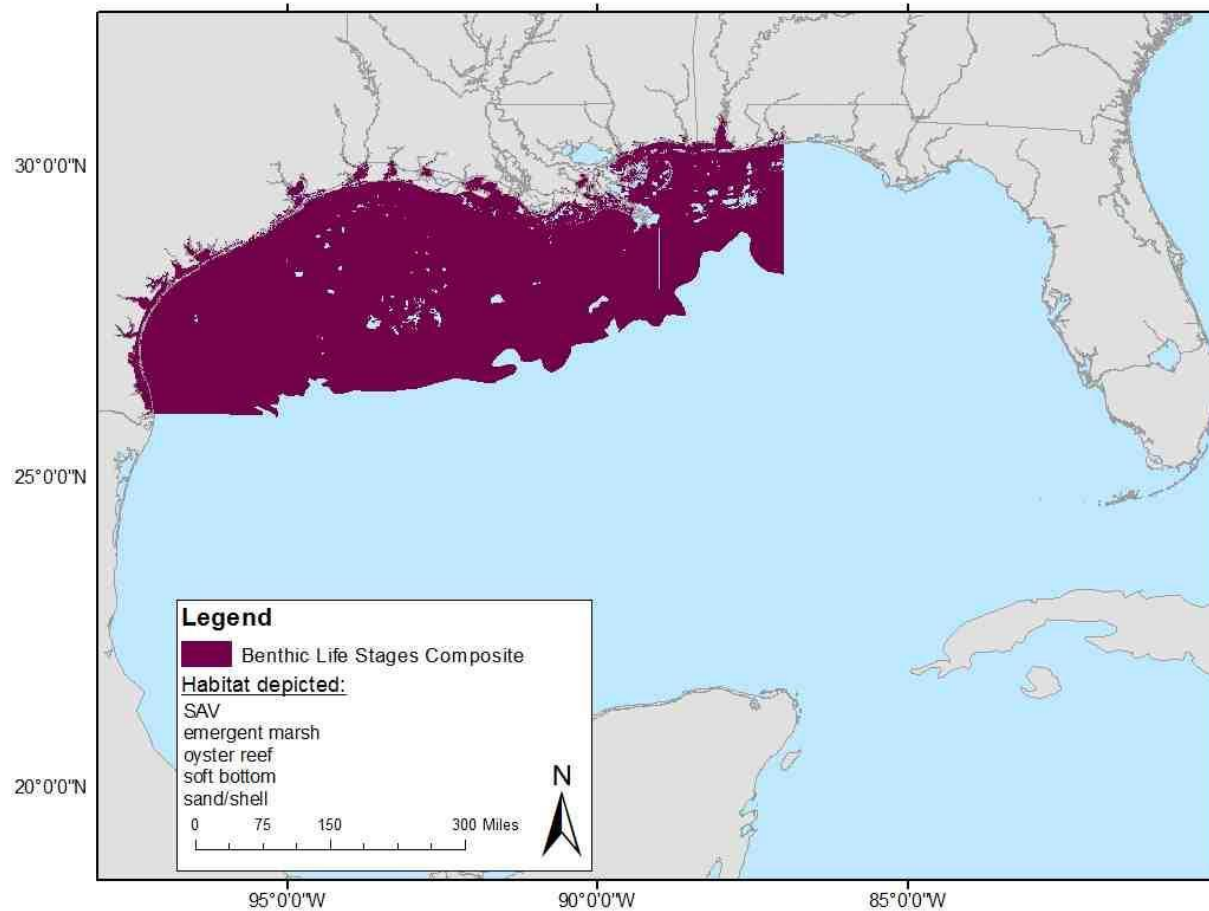 30°0'0"N
25°0'0"N
20°0'0"N
Legend
Benthic Life Stages Composite
Habitat depicted:
SAV
emergent marsh
oyster reef
soft bottom
sand/shell
N
0 75 150 300 Miles
95°0'0"W 90°0'0"W 85°0'0"W